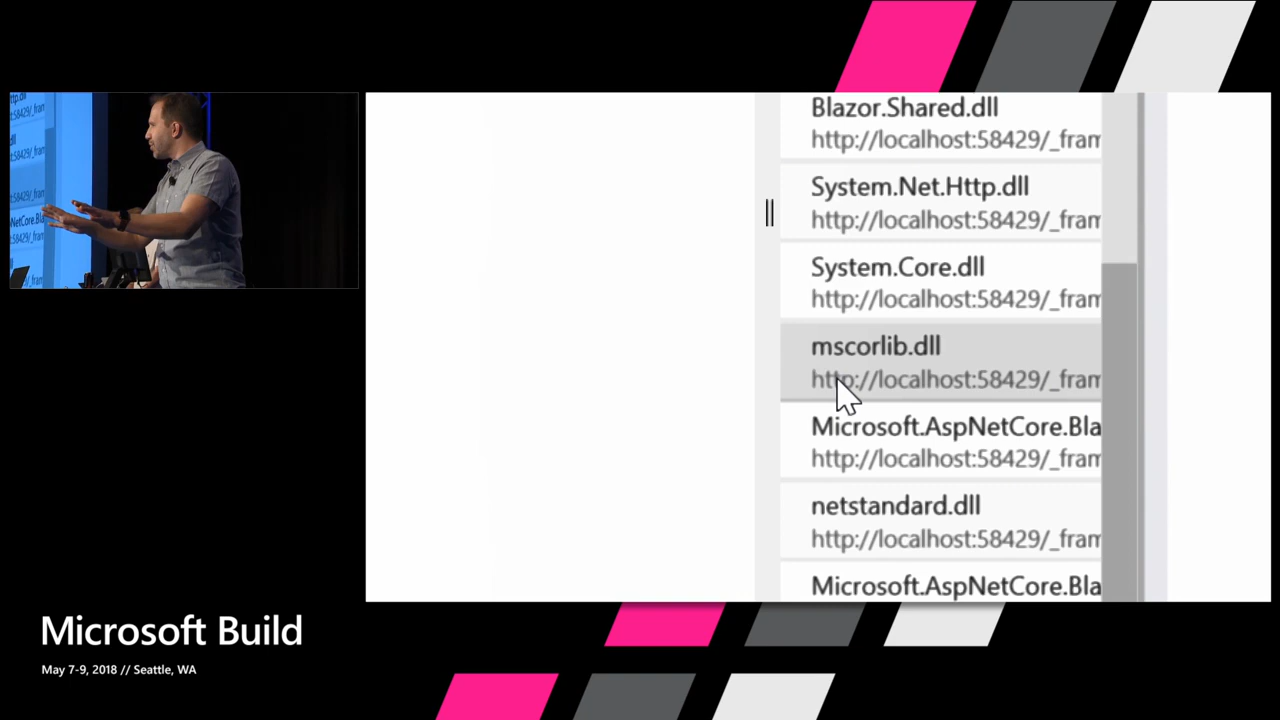 Blazor.Shared.dll
http://localhost:58429/_fram
System.Net.Http.dll
http://localhost:58429/_fram
System.Core.dll
http://localhost:58429/_fram
mscorlib.dll
http://localhost:58429/_fram
Microsoft.AspNetCore.Bla
http://localhost:58429/_fram
netstandard.dll
http://localhost:58429/_fram
Microsoft.AspNetCore.Bla
Microsoft Build
May 7-9, 2018 // Seattle, WA